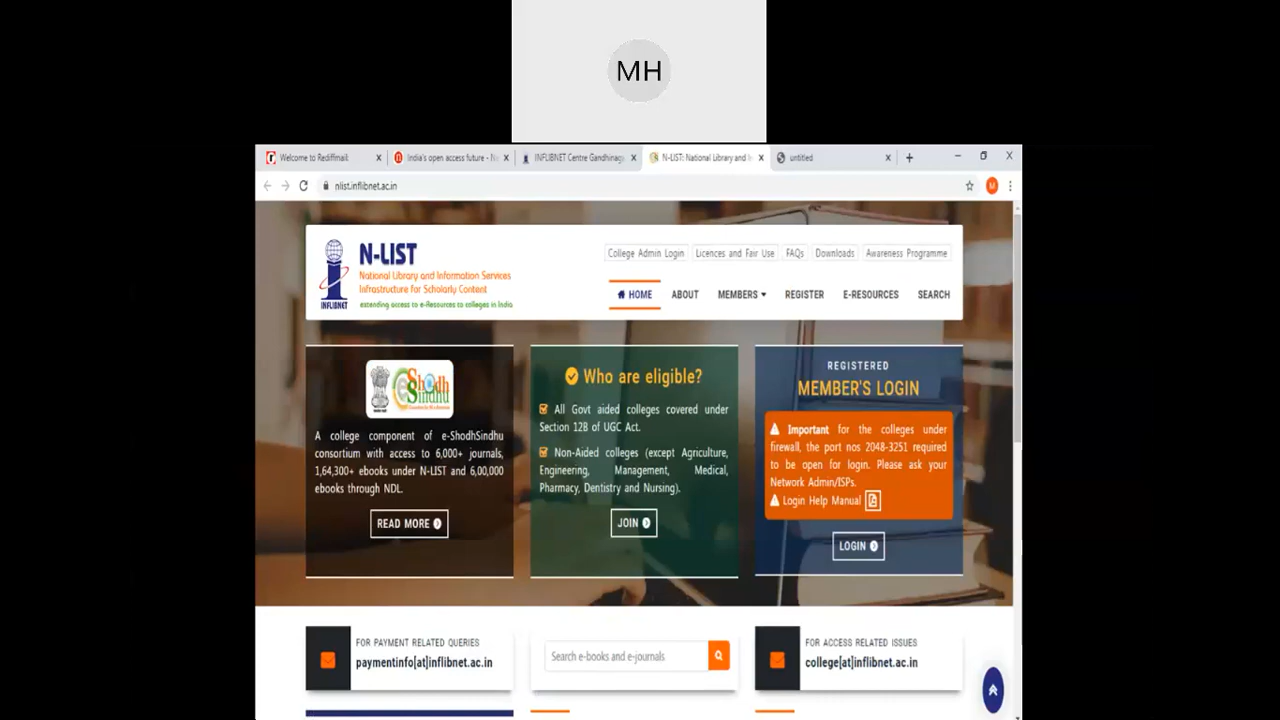 MH
Welcome to Rediffmail
India's open access future - N
INFLIBNET Centre Gandhinagar
N-LIST: National Library and I
untitled
nlist.inflibnet.ac.in
M
N-LIST
National Library and Information Services
Infrastructure for Scholarly Content
extending access to e-Resources to colleges in India
INFLIBNET
College Admin Login
Licences and Fair Use
FAQs
Downloads
Awareness Programme
HOME
ABOUT
MEMBERS
REGISTER
E-RESOURCES
SEARCH
e Shodh
Sindhu
A college component of e-ShodhSindhu
consortium with access to 6,000+ journals,
1,64,300+ ebooks under N-LIST and 6,00,000
ebooks through NDL.
READ MORE
Who are eligible?
All Govt aided colleges covered under
Section 12B of UGC Act.
Non-Aided colleges (except Agriculture,
Engineering, Management, Medical,
Pharmacy, Dentistry and Nursing).
JOIN
REGISTERED
MEMBER'S LOGIN
Important for the colleges under
firewall, the port nos 2048-3251 required
to be open for login. Please ask your
Network Admin/ISPs.
Login Help Manual
LOGIN
FOR PAYMENT RELATED QUERIES
paymentinfo[at]inflibnet.ac.in
Search e-books and e-journals
FOR ACCESS RELATED ISSUES
college[at]inflibnet.ac.in